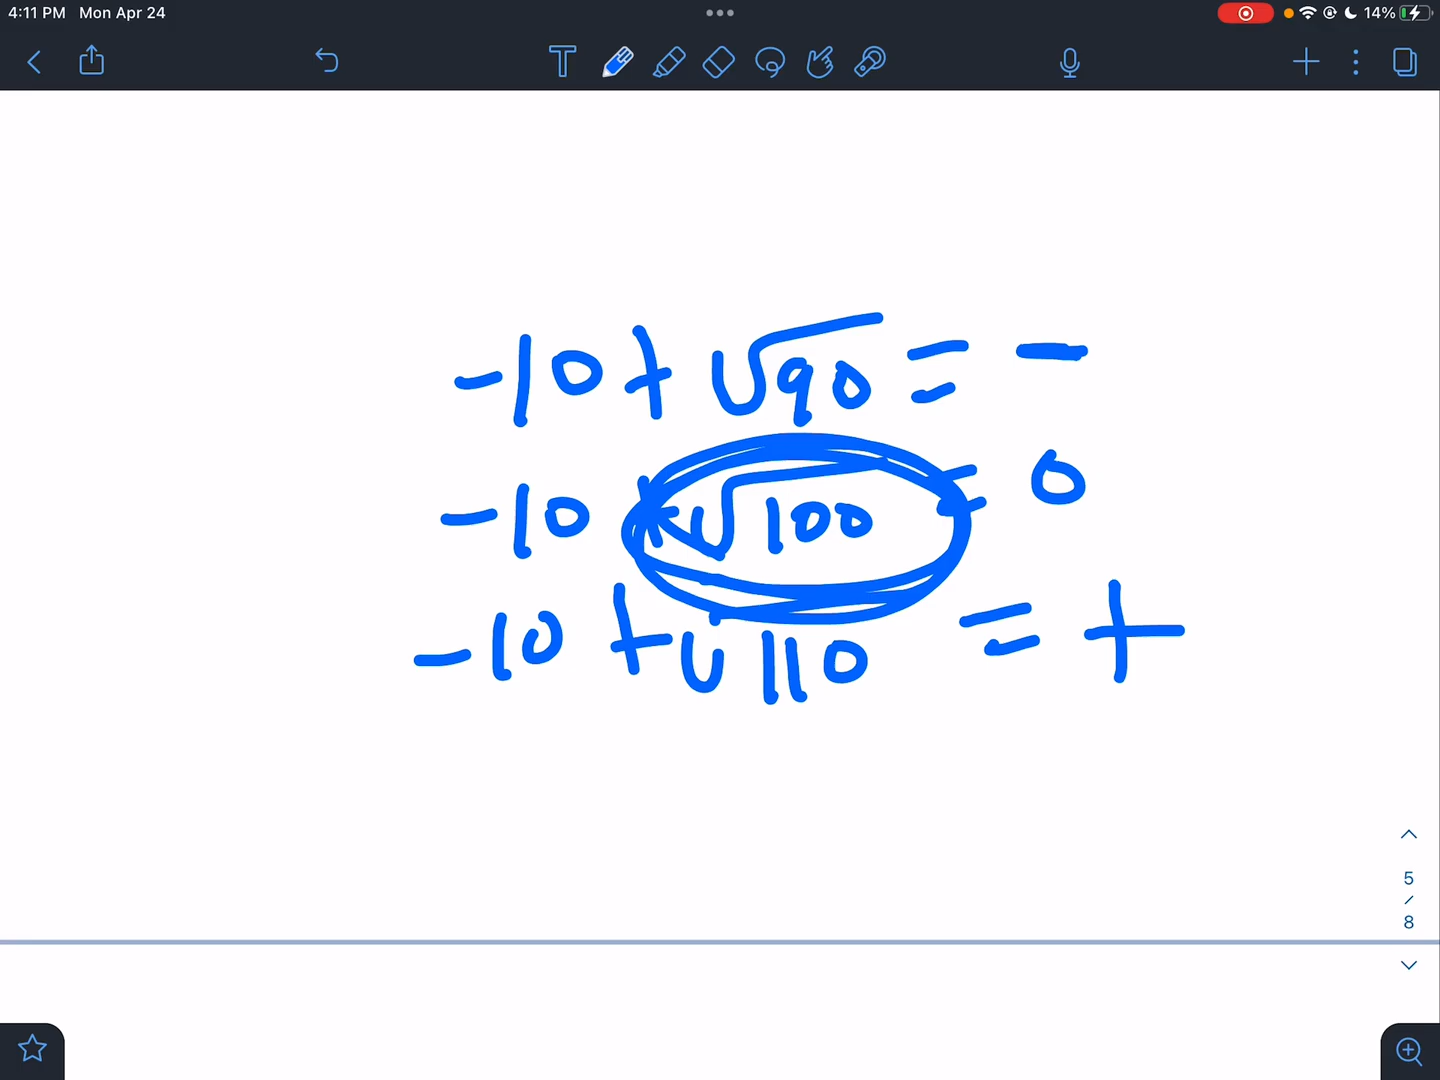 4:11 PM Mon Apr 24 14%
T
-10 + √90 = -
-10 + √100 = 0
-10 + √110 = +
5
/
8